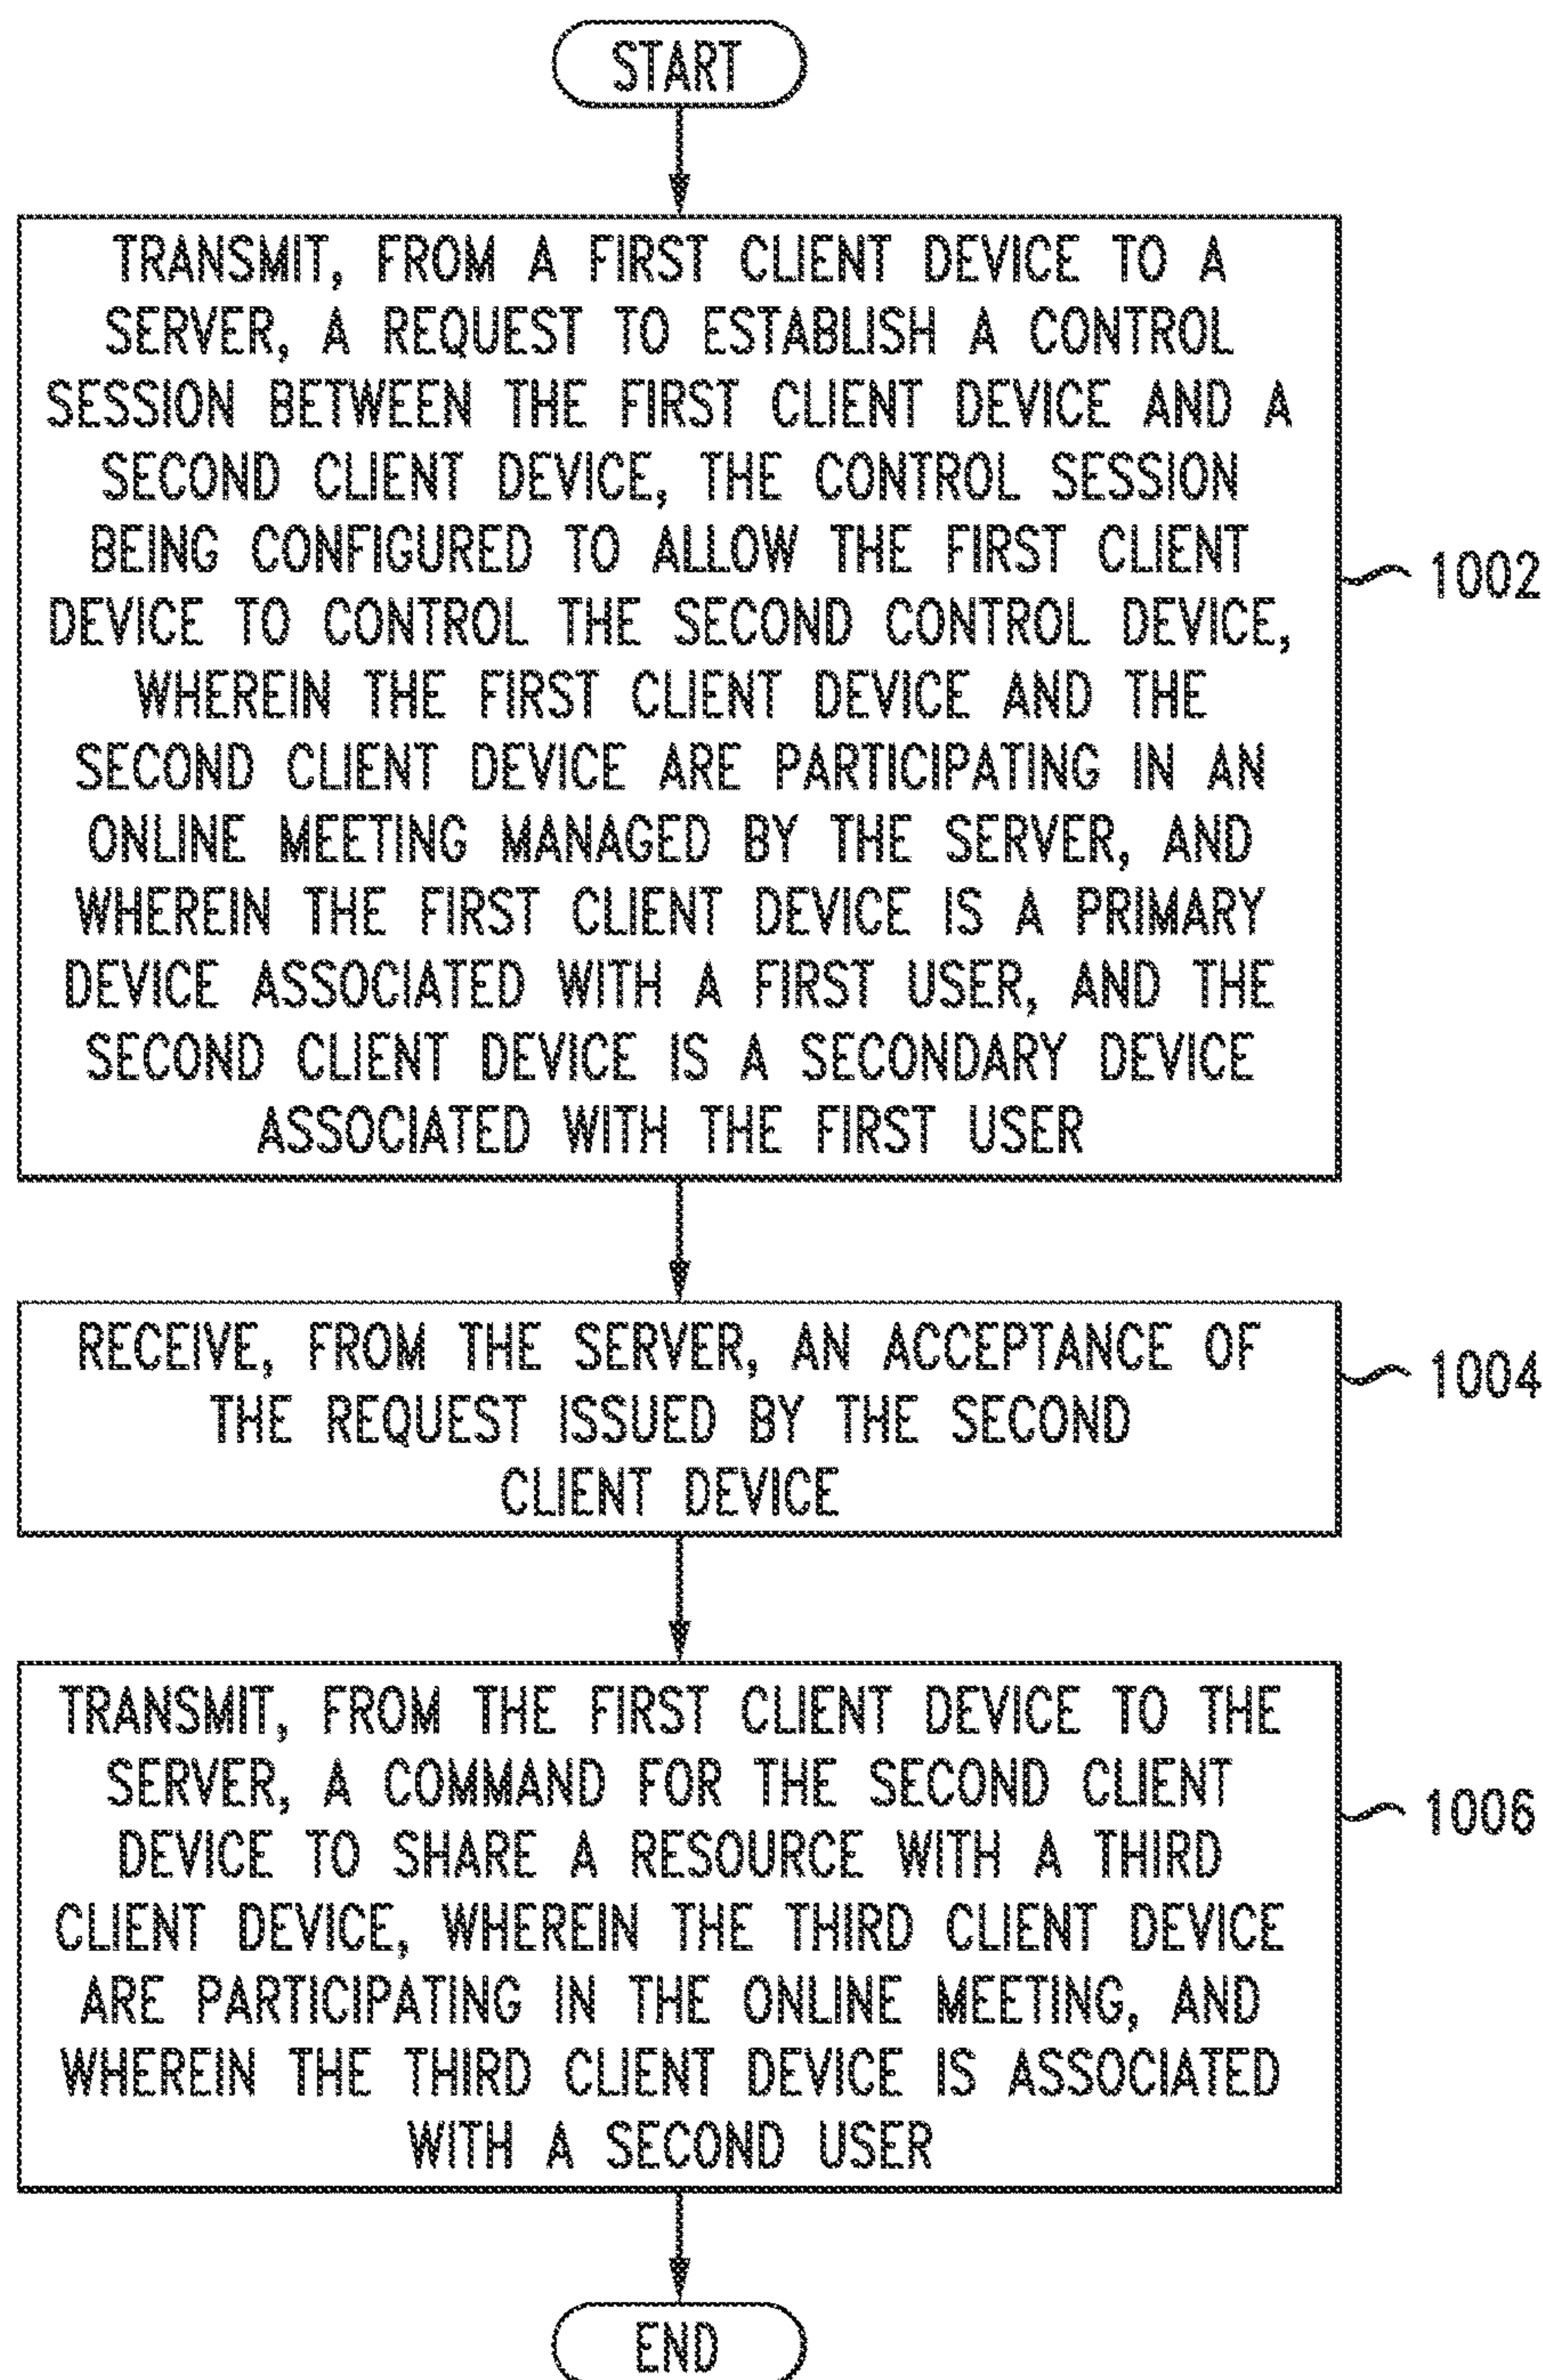 START
TRANSMIT, FROM A FIRST CLIENT DEVICE TO A
SERVER, A REQUEST TO ESTABLISH A CONTROL
SESSION BETWEEN THE FIRST CLIENT DEVICE AND A
SECOND CLIENT DEVICE, THE CONTROL SESSION
BEING CONFIGURED TO ALLOW THE FIRST CLIENT
DEVICE TO CONTROL THE SECOND CONTROL DEVICE,
WHEREIN THE FIRST CLIENT DEVICE AND THE
SECOND CLIENT DEVICE ARE PARTICIPATING IN AN
ONLINE MEETING MANAGED BY THE SERVER, AND
WHEREIN THE FIRST CLIENT DEVICE IS A PRIMARY
DEVICE ASSOCIATED WITH A FIRST USER, AND THE
SECOND CLIENT DEVICE IS A SECONDARY DEVICE
ASSOCIATED WITH THE FIRST USER
1002
RECEIVE, FROM THE SERVER, AN ACCEPTANCE OF
THE REQUEST ISSUED BY THE SECOND
CLIENT DEVICE
1004
TRANSMIT, FROM THE FIRST CLIENT DEVICE TO THE
SERVER, A COMMAND FOR THE SECOND CLIENT
DEVICE TO SHARE A RESOURCE WITH A THIRD
CLIENT DEVICE, WHEREIN THE THIRD CLIENT DEVICE
ARE PARTICIPATING IN THE ONLINE MEETING, AND
WHEREIN THE THIRD CLIENT DEVICE IS ASSOCIATED
WITH A SECOND USER
1006
END